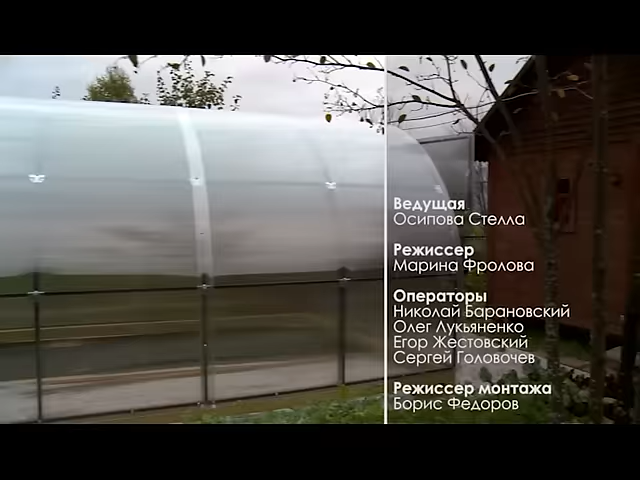 Ведущая
Осипова Стелла
Режиссер
Марина Фролова
Операторы
Николай Барановский
Олег Лукьяненко
Егор Жестовский
Сергей Головочев
Режиссер монтажа
Борис Федоров